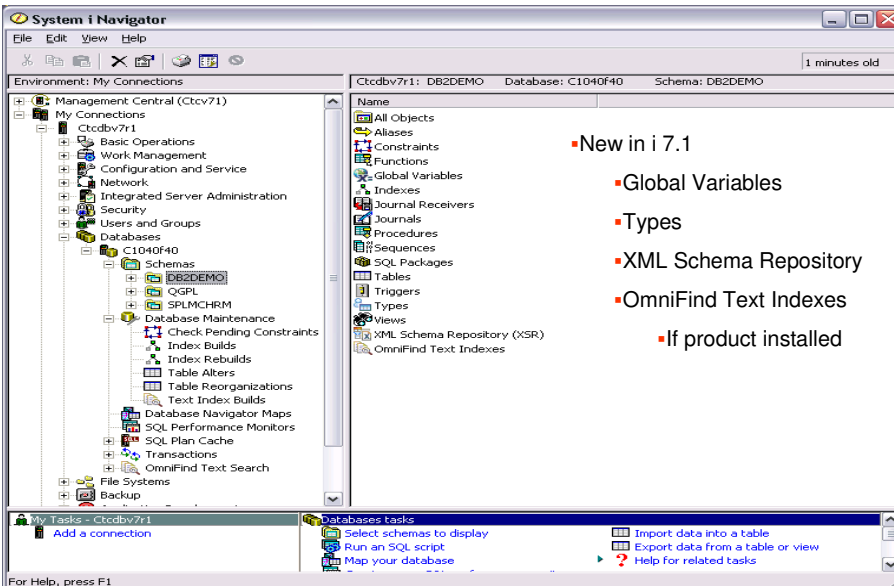 System i Navigator
File Edit View Help
1 minutes old
Environment: My Connections
Ctcdbv7r1: DB2DEMO Database: C1040F40 Schema: DB2DEMO
Management Central (Ctcv71)
My Connections
Ctcdbv7r1
Basic Operations
Work Management
Configuration and Service
Network
Integrated Server Administration
Security
Users and Groups
Databases
C1040f40
Schemas
DB2DEMO
QGPL
SPLMCHRM
Database Maintenance
Check Pending Constraints
Index Builds
Index Rebuilds
Table Alters
Table Reorganizations
Text Index Builds
Database Navigator Maps
SQL Performance Monitors
SQL Plan Cache
Transactions
OmniFind Text Search
File Systems
Backup
Name
All Objects
Aliases
Constraints
Functions
Global Variables
Indexes
Journal Receivers
Journals
Procedures
Sequences
SQL Packages
Tables
Triggers
Types
Views
XML Schema Repository (XSR)
OmniFind Text Indexes
▪New in i 7.1
▪Global Variables
▪Types
▪XML Schema Repository
▪OmniFind Text Indexes
▪If product installed
My Tasks - Ctcdbv7r1
Add a connection
Databases tasks
Select schemas to display
Run an SQL script
Map your database
Import data into a table
Export data from a table or view
Help for related tasks
For Help, press F1